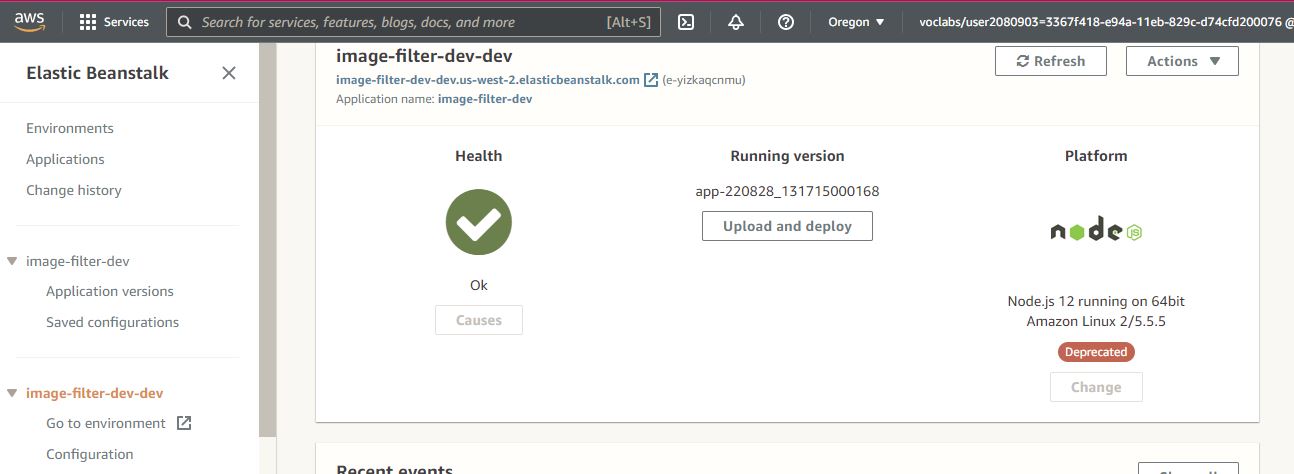 aws
Services
Search for services, features, blogs, docs, and more
[Alt+S]
Oregon
voclabs/user2080903=3367f418-e94a-11eb-829c-d74cfd200076 @
Elastic Beanstalk
Environments
Applications
Change history
image-filter-dev
Application versions
Saved configurations
image-filter-dev-dev
Go to environment
Configuration
image-filter-dev-dev
image-filter-dev-dev.us-west-2.elasticbeanstalk.com (e-yizkaqcnmu)
Application name: image-filter-dev
Refresh
Actions
Health
Ok
Causes
Running version
app-220828_131715000168
Upload and deploy
Platform
node JS
Node.js 12 running on 64bit
Amazon Linux 2/5.5.5
Deprecated
Change
Recent events